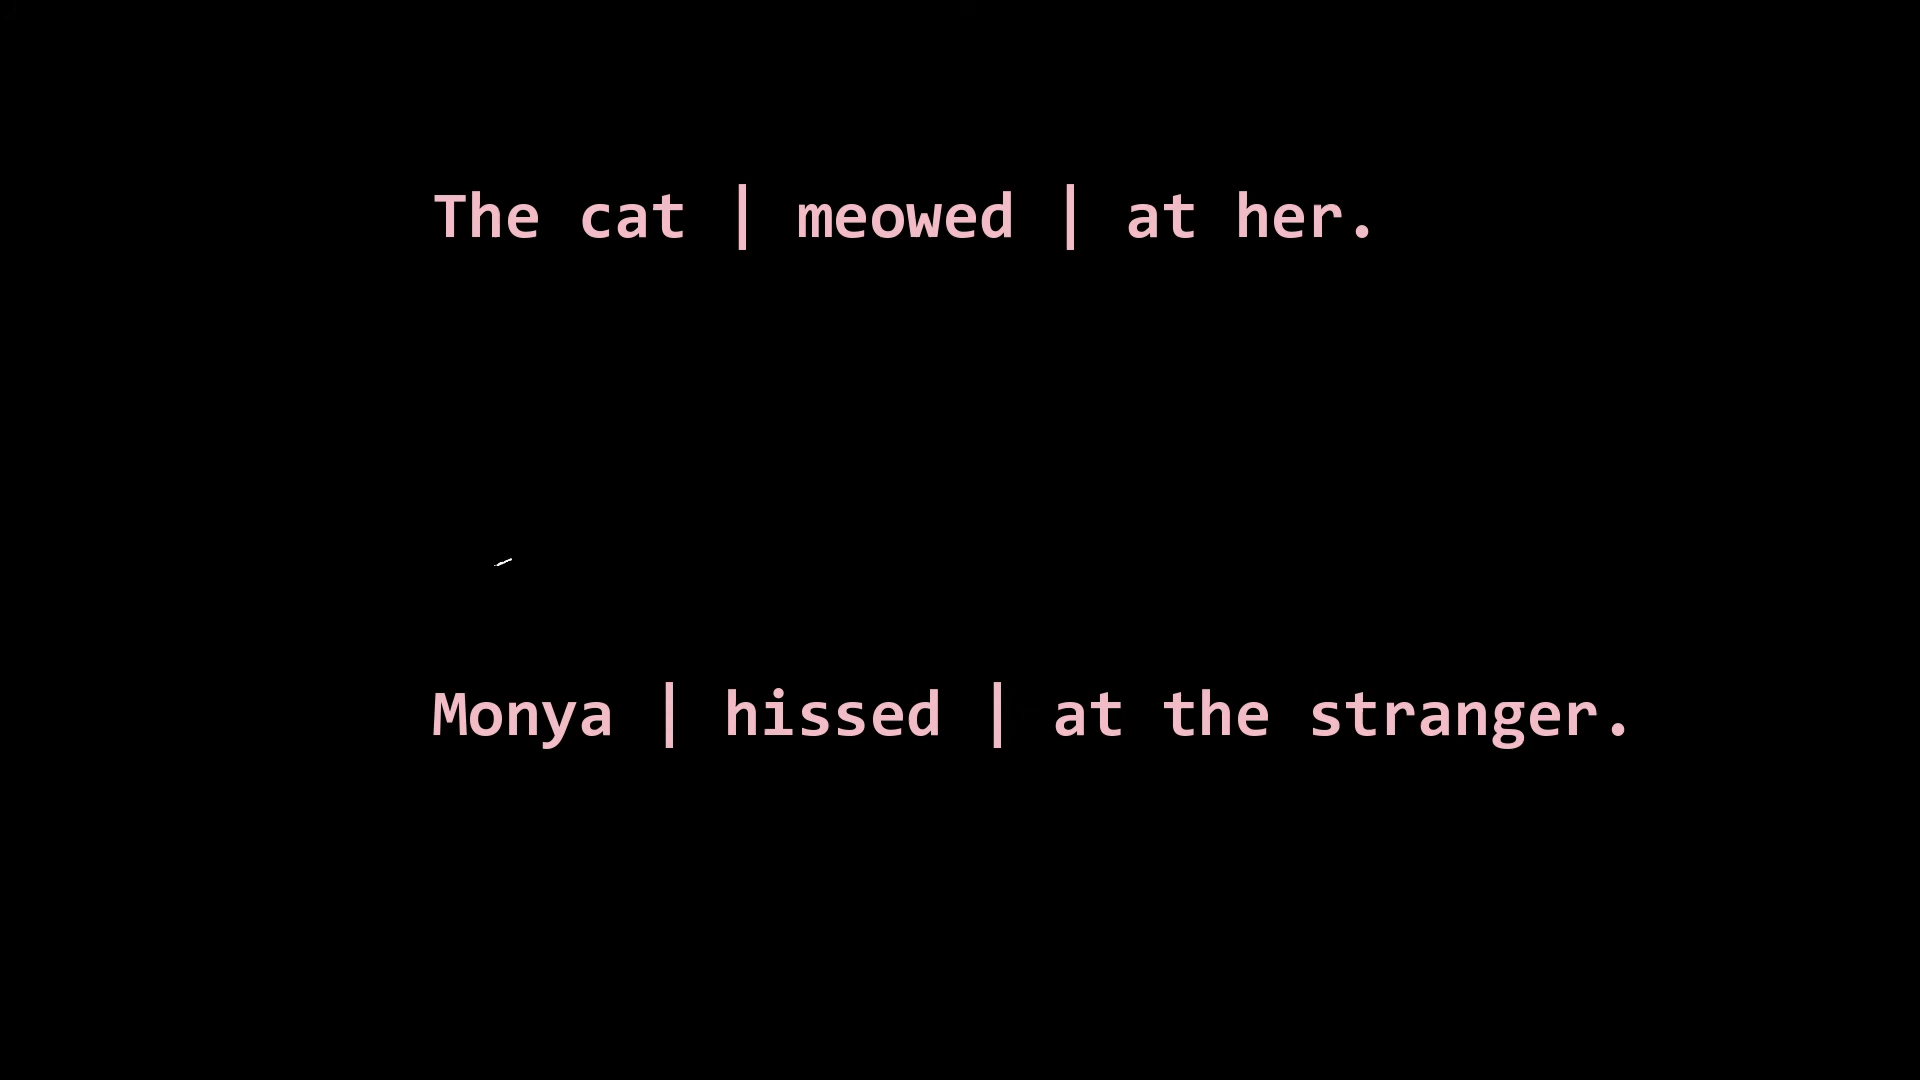 The cat | meowed | at her.
Monya | hissed | at the stranger.